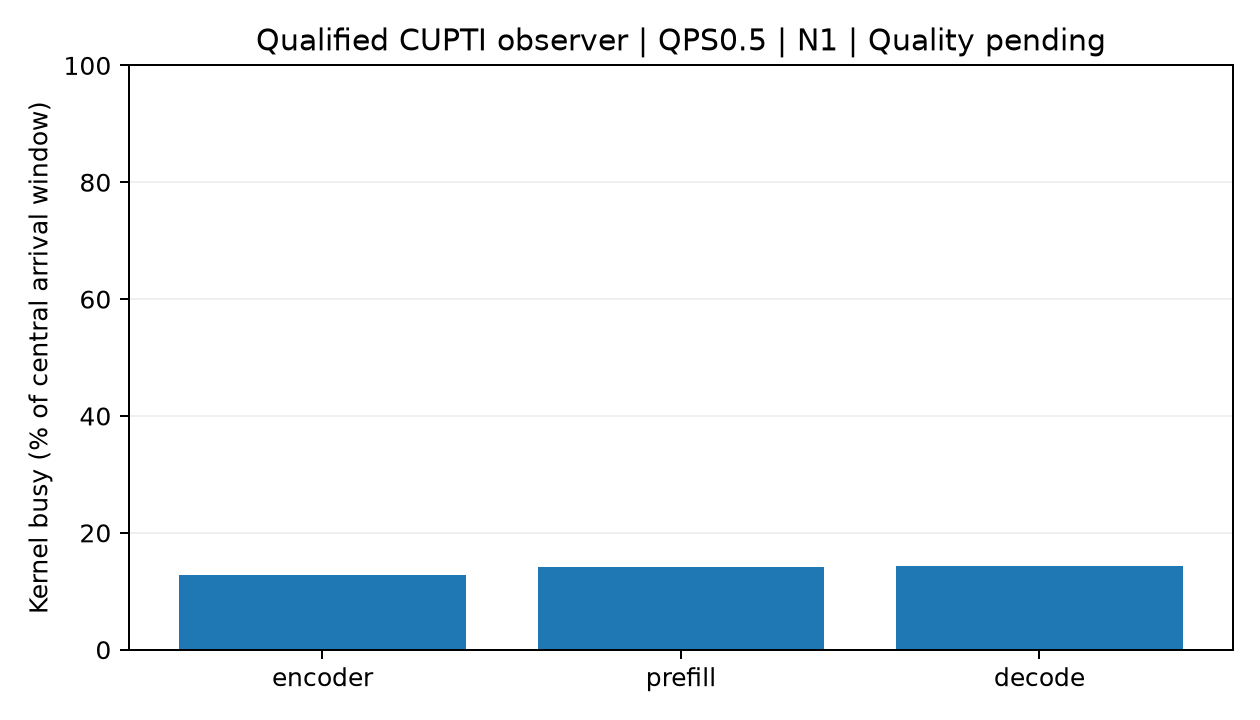 Qualified CUPTI observer | QPS0.5 | N1 | Quality pending
Kernel busy (% of central arrival window)
100
80
60
40
20
0
encoder
prefill
decode